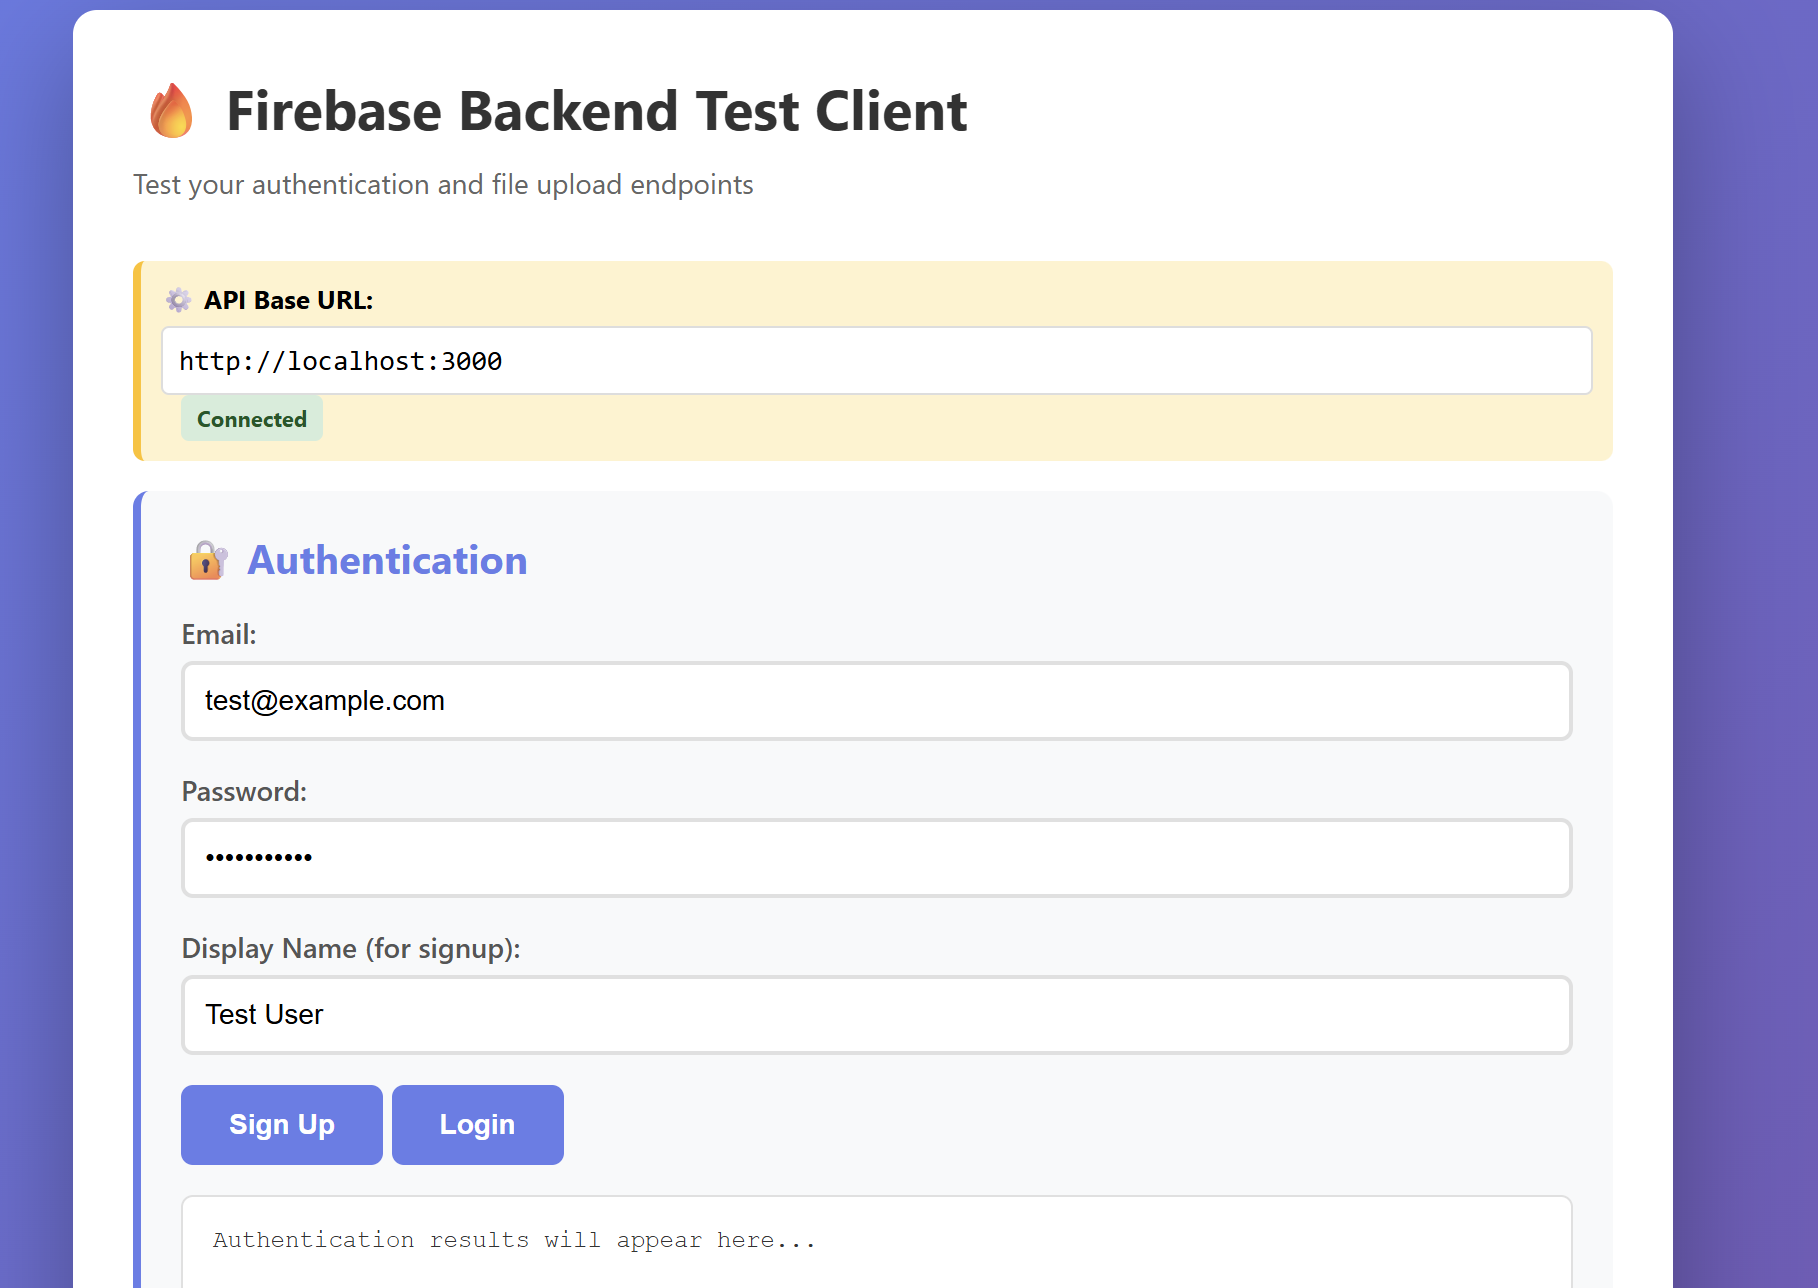 Firebase Backend Test Client
Test your authentication and file upload endpoints
API Base URL:
http://localhost:3000
Connected
Authentication
Email:
test@example.com
Password:
•••••••••••
Display Name (for signup):
Test User
Sign Up
Login
Authentication results will appear here...